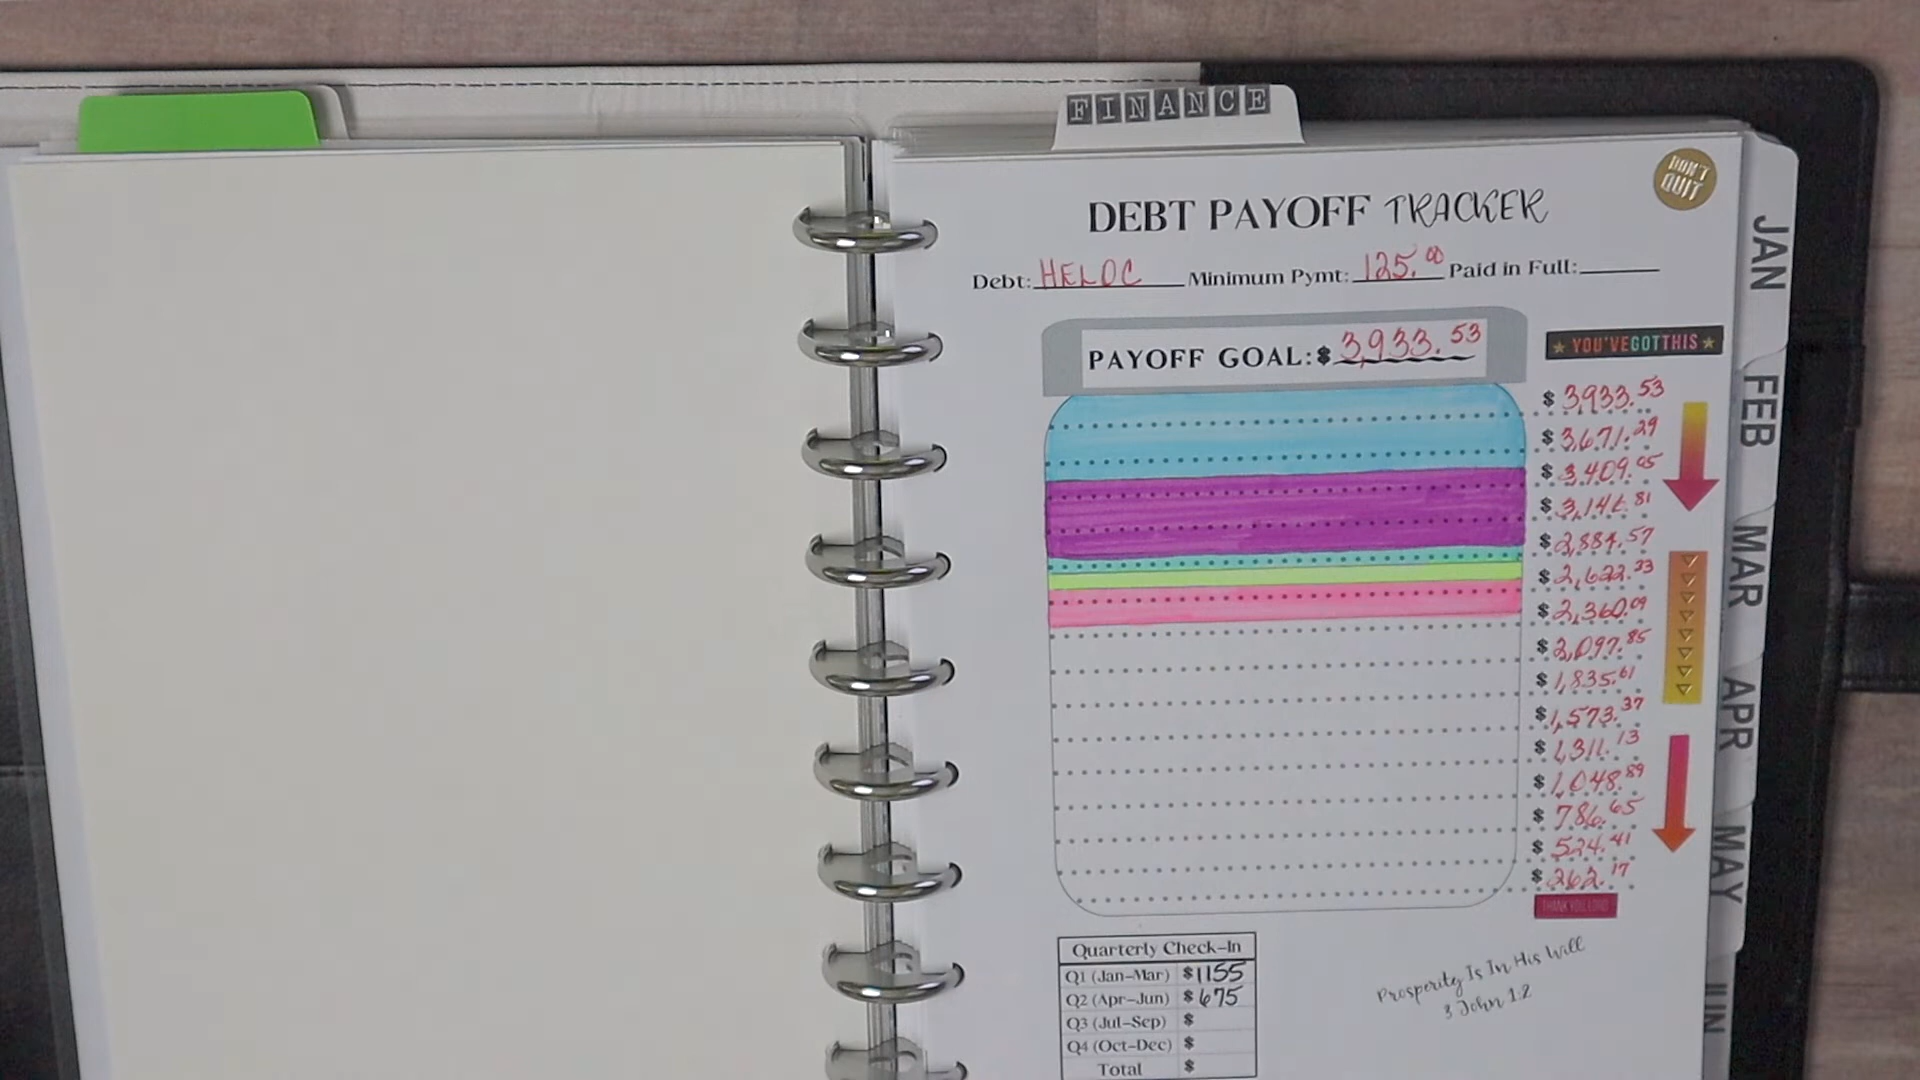 FINANCE
DON'T QUIT
DEBT PAYOFF TRACKER
Debt: HELOC Minimum Pymt: 125.00 Paid in Full:
PAYOFF GOAL: $ 3,933.53
★ YOU'VE GOT THIS ★
$ 3,933.53
$ 3,671.29
$ 3,409.05
$ 3,146.81
$ 2,884.57
$ 2,622.33
$ 2,360.09
$ 2,097.85
$ 1,835.61
$ 1,573.37
$ 1,311.13
$ 1,048.89
$ 786.65
$ 524.41
$ 262.17
THANK YOU LORD
Quarterly Check-In
Q1 (Jan-Mar) $1155
Q2 (Apr-Jun) $675
Q3 (Jul-Sep) $
Q4 (Oct-Dec) $
Total $
Prosperity Is In His Will
3 John 1:2
JAN
FEB
MAR
APR
MAY
JUN